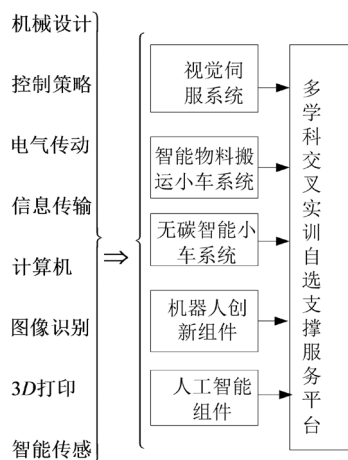 机械设计
控制策略
电气传动
信息传输
计算机
图像识别
3D打印
智能传感
⇒
视觉伺
服系统
智能物料搬
运小车系统
无碳智能小
车系统
机器人创
新组件
人工智能
组件
多学科交叉实训自选支撑服务平台